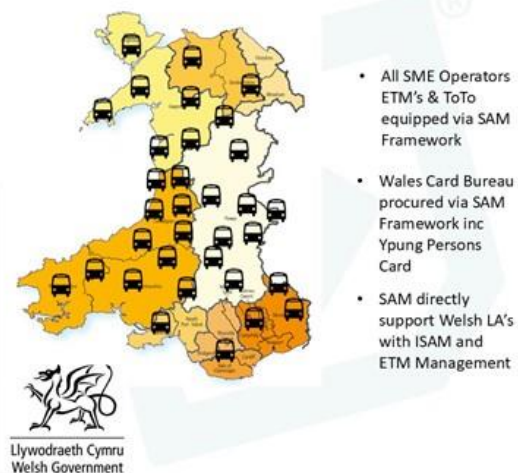 ®
• All SME Operators
ETM's & ToTo
equipped via SAM
Framework
• Wales Card Bureau
procured via SAM
Framework inc
Ypung Persons
Card
• SAM directly
support Welsh LA's
with ISAM and
ETM Management
Llywodraeth Cymru
Welsh Government